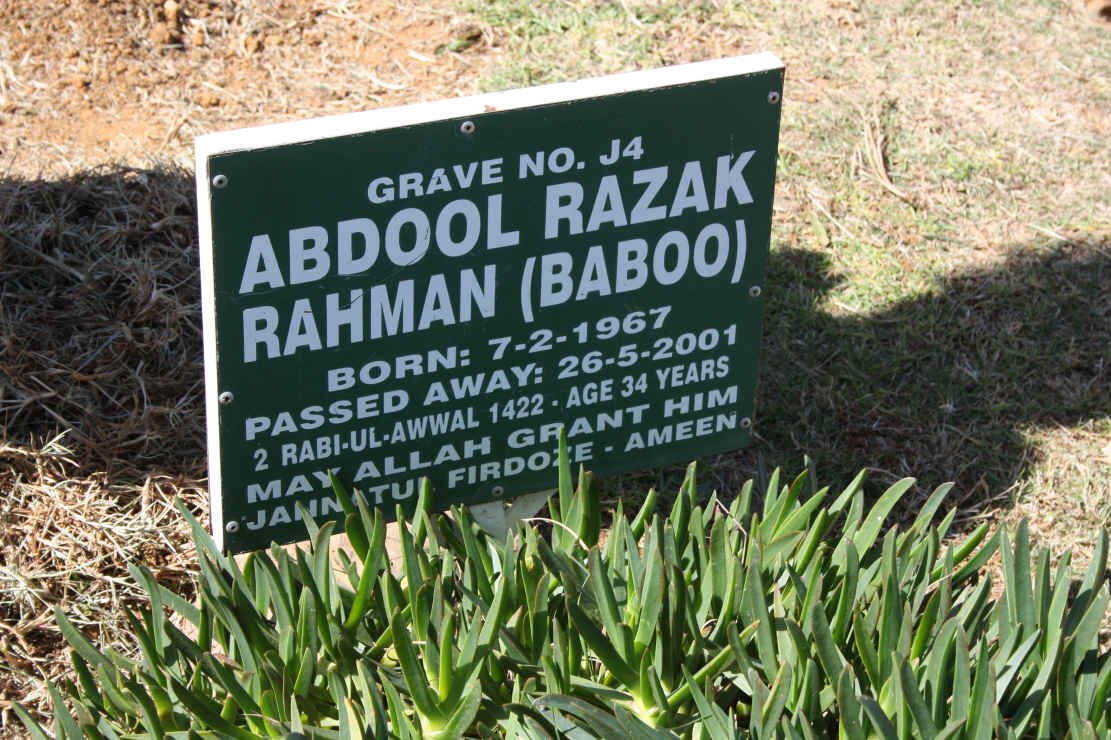 GRAVE NO. J4
ABDOOL RAZAK
RAHMAN (BABOO)
BORN: 7-2-1967
PASSED AWAY: 26-5-2001
2 RABI-UL-AWWAL 1422 - AGE 34 YEARS
MAY ALLAH GRANT HIM
JANNATUL FIRDOZE - AMEEN